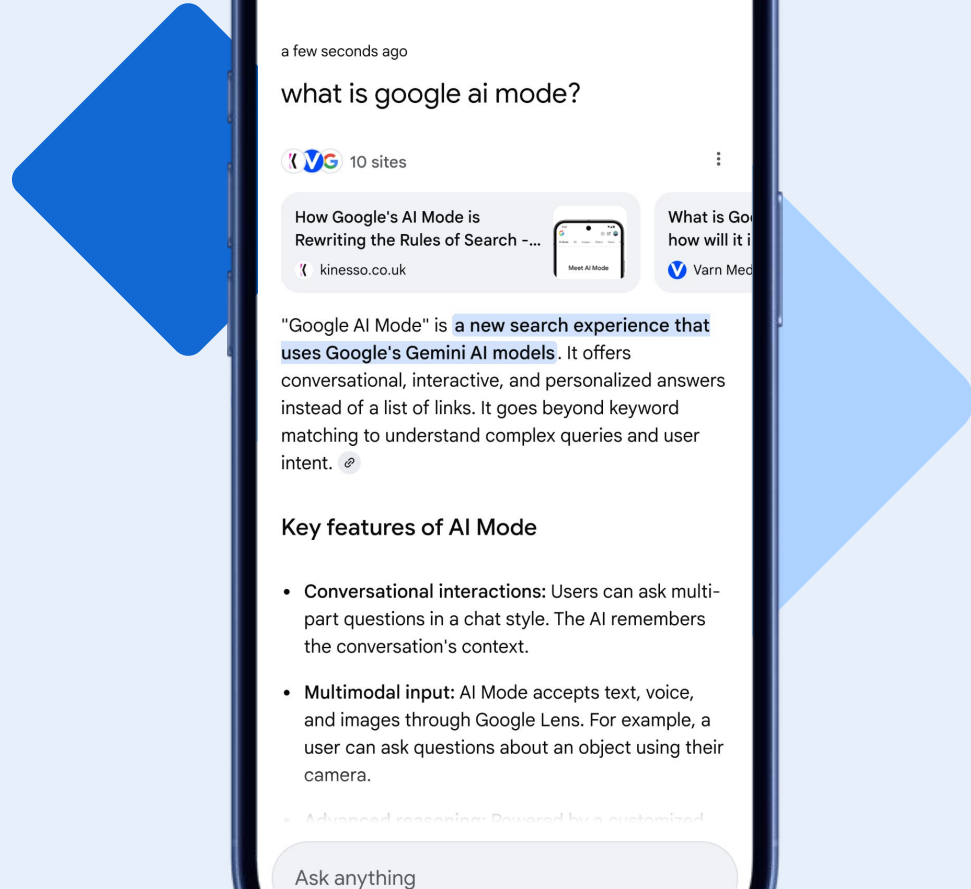 a few seconds ago
what is google ai mode?
10 sites
How Google's AI Mode is
Rewriting the Rules of Search -...
kinesso.co.uk
Meet AI Mode
What is Go
how will it i
Varn Med
"Google AI Mode" is a new search experience that
uses Google's Gemini AI models. It offers
conversational, interactive, and personalized answers
instead of a list of links. It goes beyond keyword
matching to understand complex queries and user
intent.
Key features of AI Mode
• Conversational interactions: Users can ask multi-
part questions in a chat style. The AI remembers
the conversation's context.
• Multimodal input: AI Mode accepts text, voice,
and images through Google Lens. For example, a
user can ask questions about an object using their
camera.
• Advanced reasoning: Powered by a customized
Ask anything